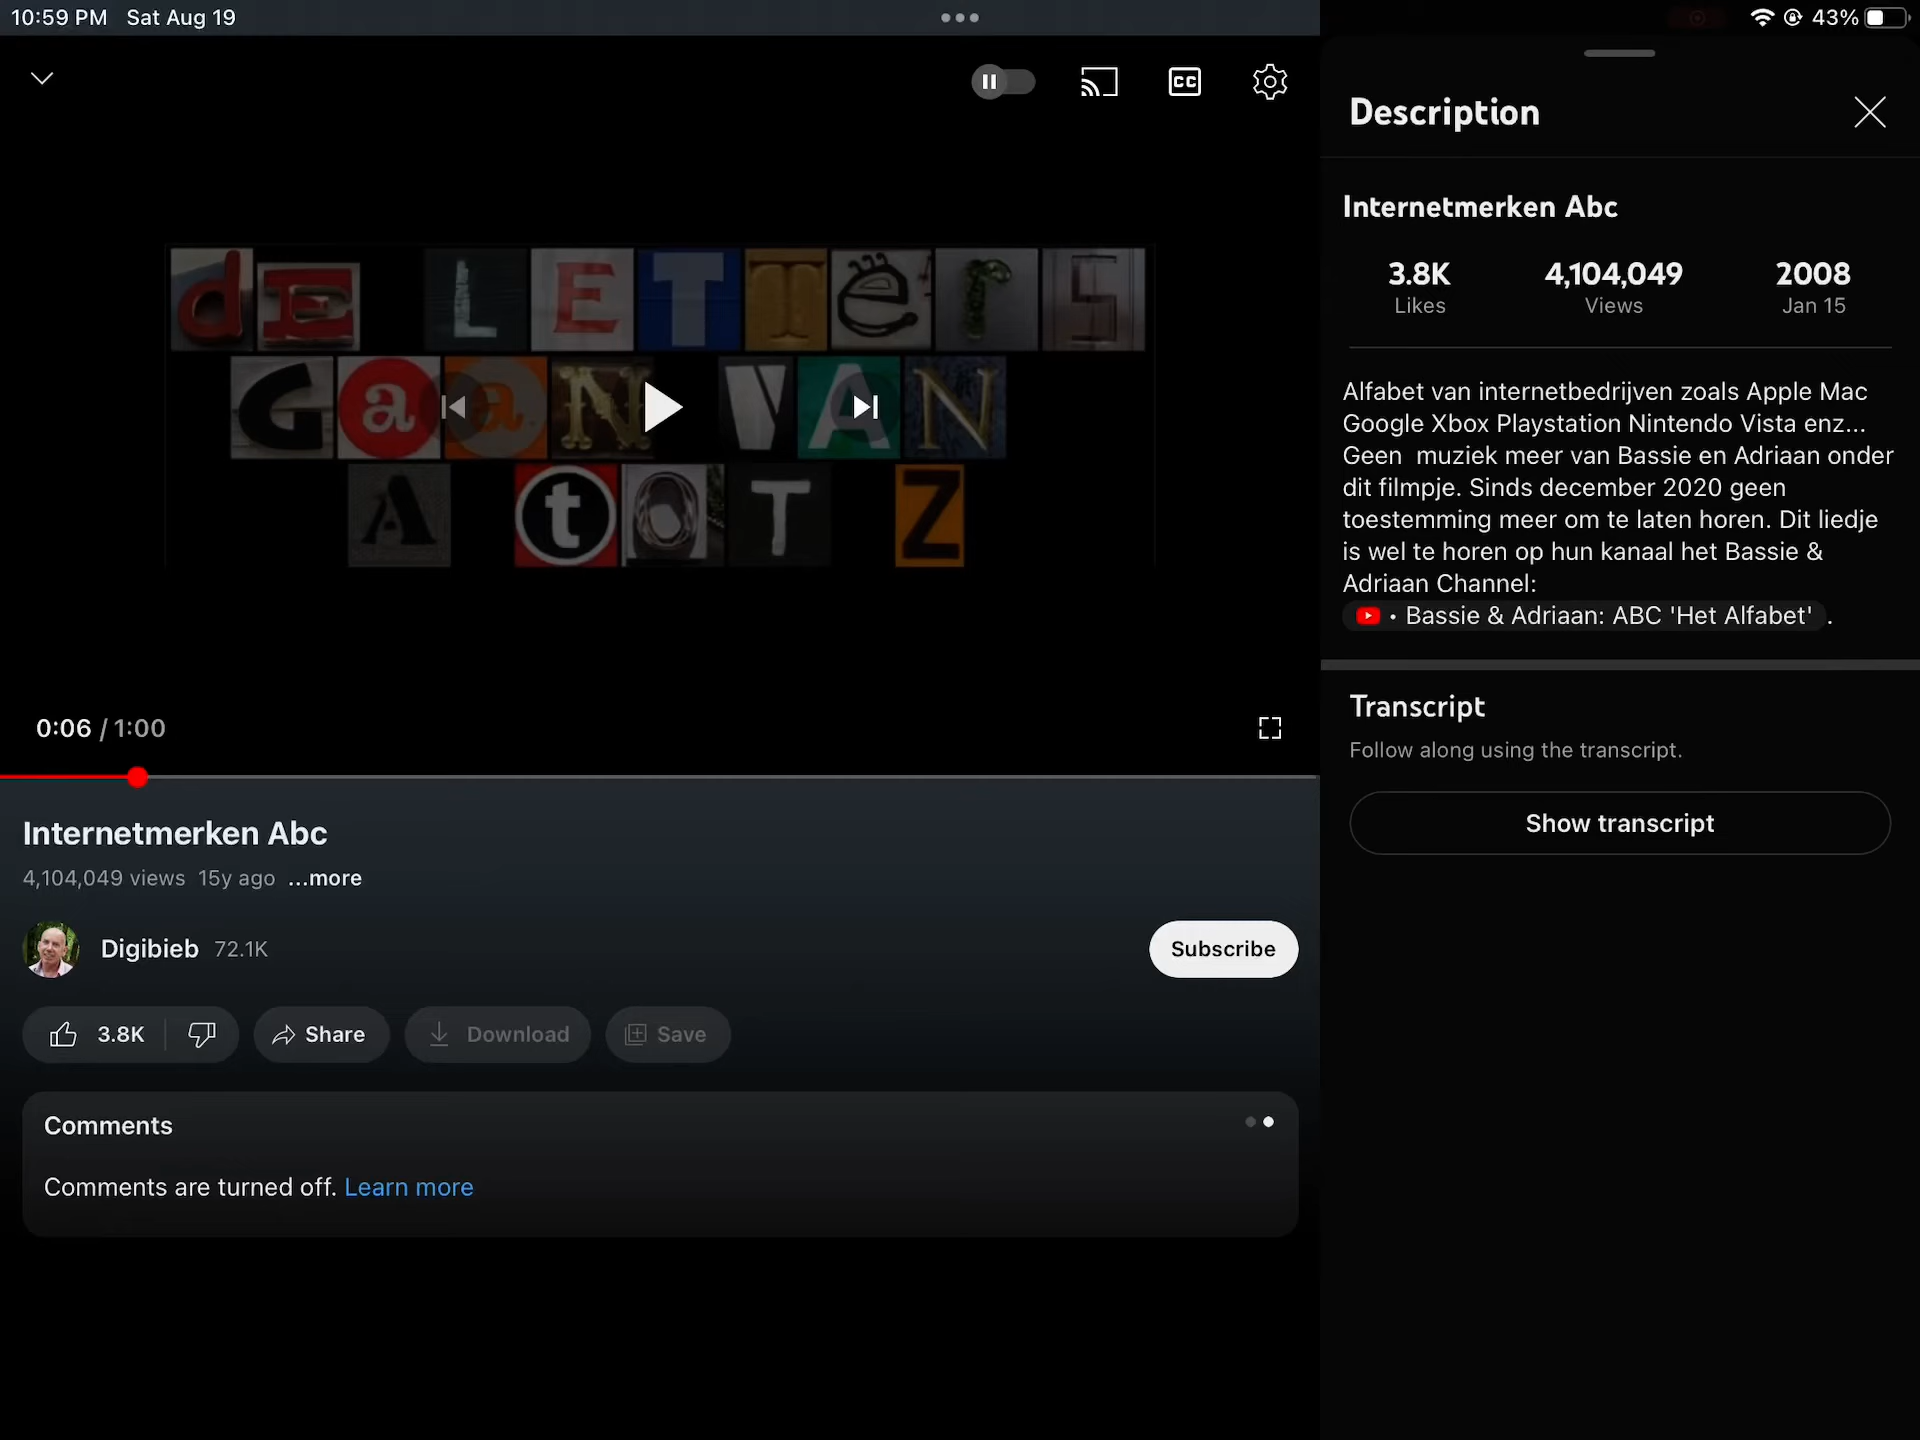 10:59 PM Sat Aug 19
43%
CC
dE LETTErS
GaaN VAN
A toT Z
0:06 / 1:00
Internetmerken Abc
4,104,049 views 15y ago ...more
Digibieb 72.1K
Subscribe
3.8K
Share
Download
Save
Comments
Comments are turned off. Learn more
Description
Internetmerken Abc
3.8K 4,104,049 2008
Likes Views Jan 15
Alfabet van internetbedrijven zoals Apple Mac
Google Xbox Playstation Nintendo Vista enz...
Geen muziek meer van Bassie en Adriaan onder
dit filmpje. Sinds december 2020 geen
toestemming meer om te laten horen. Dit liedje
is wel te horen op hun kanaal het Bassie &
Adriaan Channel:
• Bassie & Adriaan: ABC 'Het Alfabet' .
Transcript
Follow along using the transcript.
Show transcript